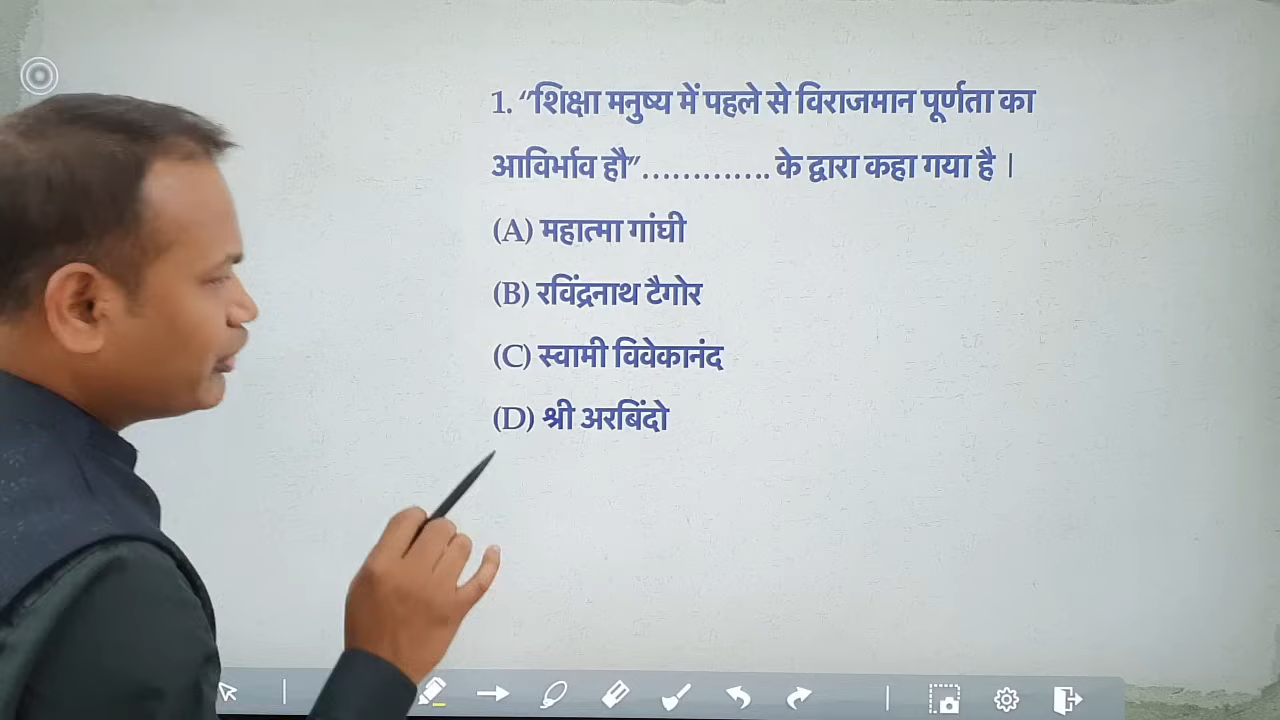 1. “शिक्षा मनुष्य में पहले से विराजमान पूर्णता का
आविर्भाव हौ”............. के द्वारा कहा गया है |
(A) महात्मा गांघी
(B) रविंद्रनाथ टैगोर
(C) स्वामी विवेकानंद
(D) श्री अरबिंदो